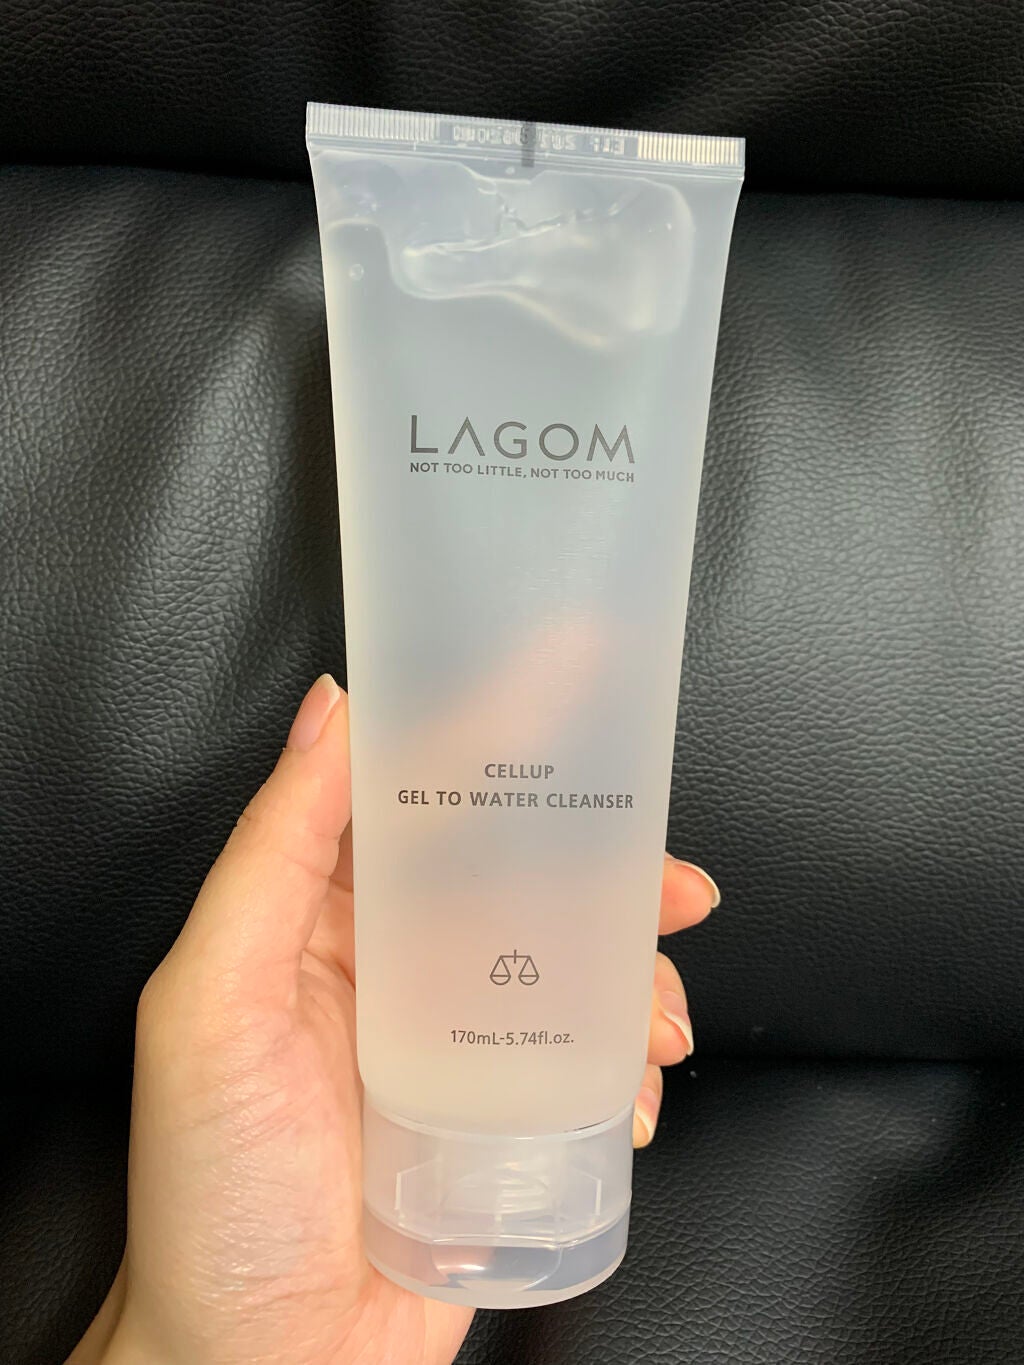 LAGOM
NOT TOO LITTLE, NOT TOO MUCH
CELLUP
GEL TO WATER CLEANSER
170mL-5.74fl.oz.